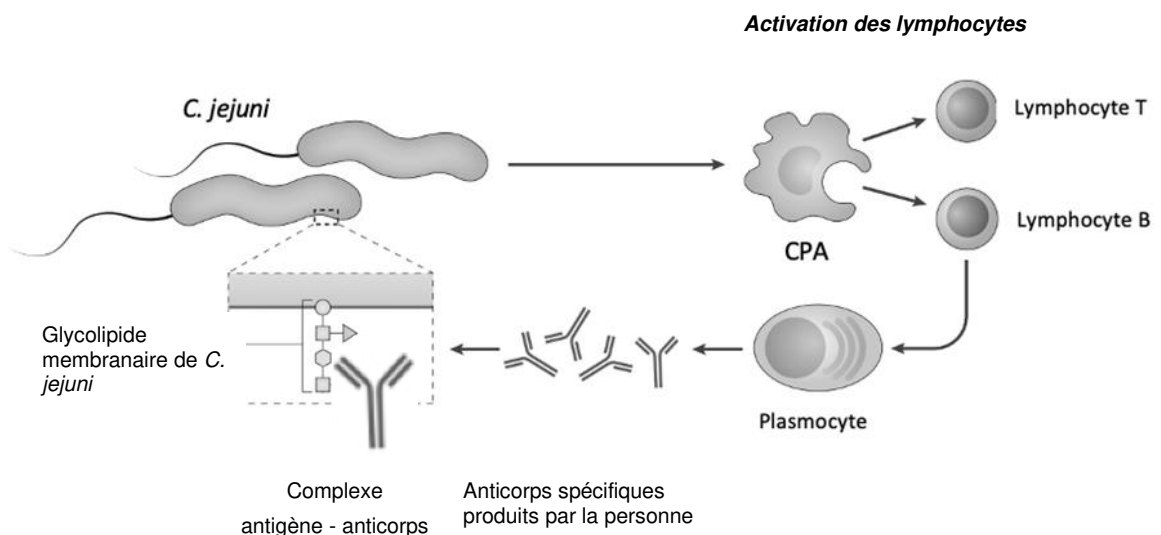 Activation des lymphocytes
C. jejuni
Lymphocyte T
Lymphocyte B
CPA
Glycolipide
membranaire de C.
jejuni
Plasmocyte
Complexe
antigène - anticorps
Anticorps spécifiques
produits par la personne